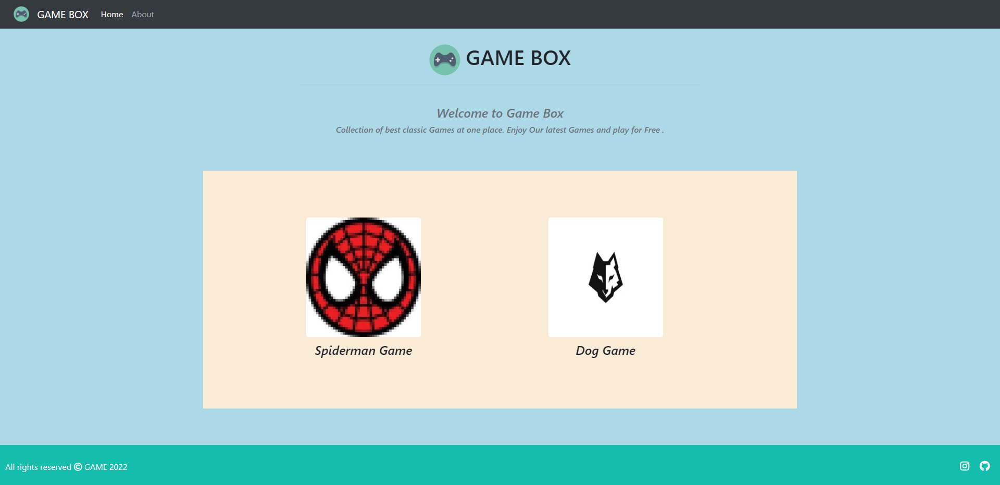 GAME BOX Home About
GAME BOX
Welcome to Game Box
Collection of best classic Games at one place. Enjoy Our latest Games and play for Free .
Spiderman Game
Dog Game
All rights reserved © GAME 2022